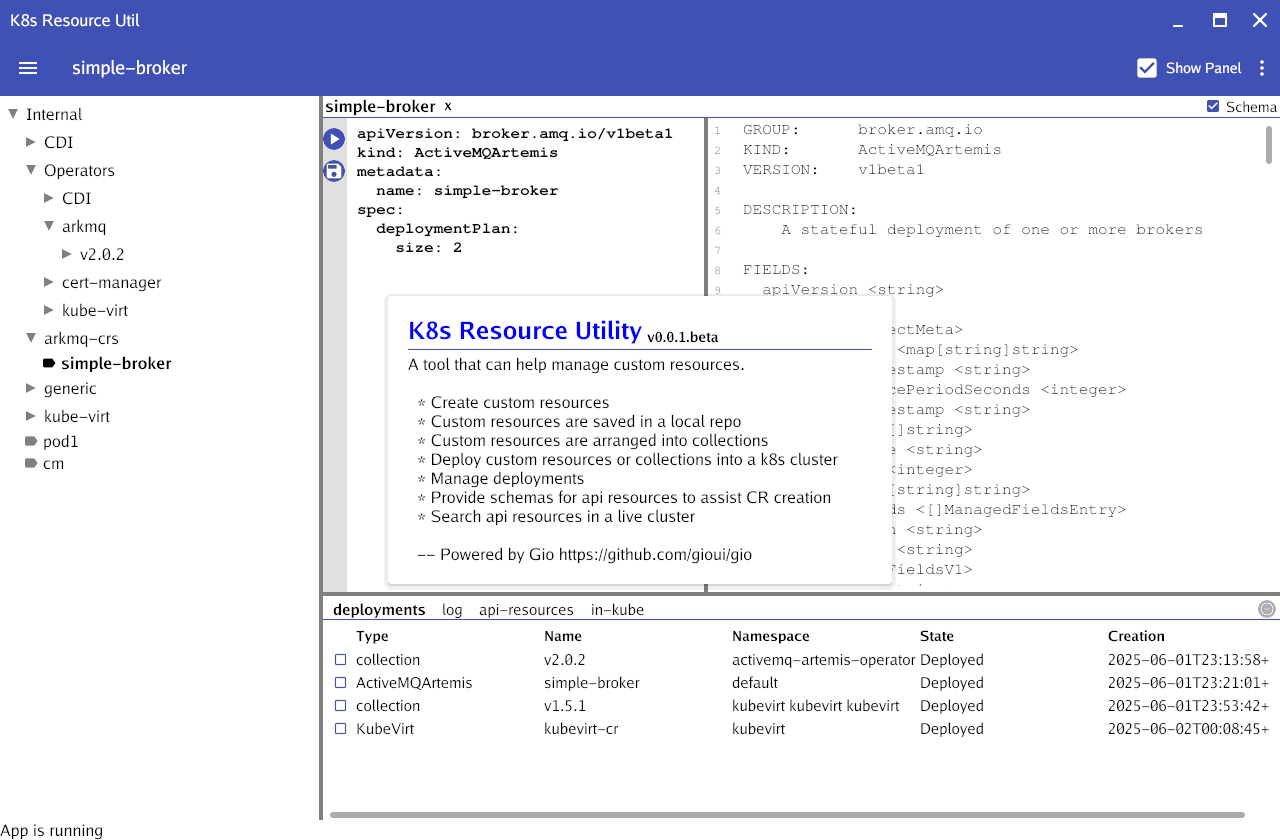 K8s Resource Util
simple-broker
Show Panel
Internal
CDI
Operators
CDI
arkmq
v2.0.2
cert-manager
kube-virt
arkmq-crs
simple-broker
generic
kube-virt
pod1
cm
simple-broker x
Schema
apiVersion: broker.amq.io/v1beta1
kind: ActiveMQArtemis
metadata:
  name: simple-broker
spec:
  deploymentPlan:
    size: 2
1 GROUP: broker.amq.io
2 KIND: ActiveMQArtemis
3 VERSION: v1beta1
4
5 DESCRIPTION:
6 A stateful deployment of one or more brokers
7
8 FIELDS:
9 apiVersion <string>
ectMeta>
<map[string]string>
estamp <string>
cePeriodSeconds <integer>
estamp <string>
[]string>
<string>
<integer>
[string]string>
ds <[]ManagedFieldsEntry>
<string>
<string>
FieldsV1>
K8s Resource Utility v0.0.1.beta
A tool that can help manage custom resources.
* Create custom resources
* Custom resources are saved in a local repo
* Custom resources are arranged into collections
* Deploy custom resources or collections into a k8s cluster
* Manage deployments
* Provide schemas for api resources to assist CR creation
* Search api resources in a live cluster
-- Powered by Gio https://github.com/gioui/gio
deployments log api-resources in-kube
Type Name Namespace State Creation
collection v2.0.2 activemq-artemis-operator Deployed 2025-06-01T23:13:58+
ActiveMQArtemis simple-broker default Deployed 2025-06-01T23:21:01+
collection v1.5.1 kubevirt kubevirt kubevirt Deployed 2025-06-01T23:53:42+
KubeVirt kubevirt-cr kubevirt Deployed 2025-06-02T00:08:45+
App is running